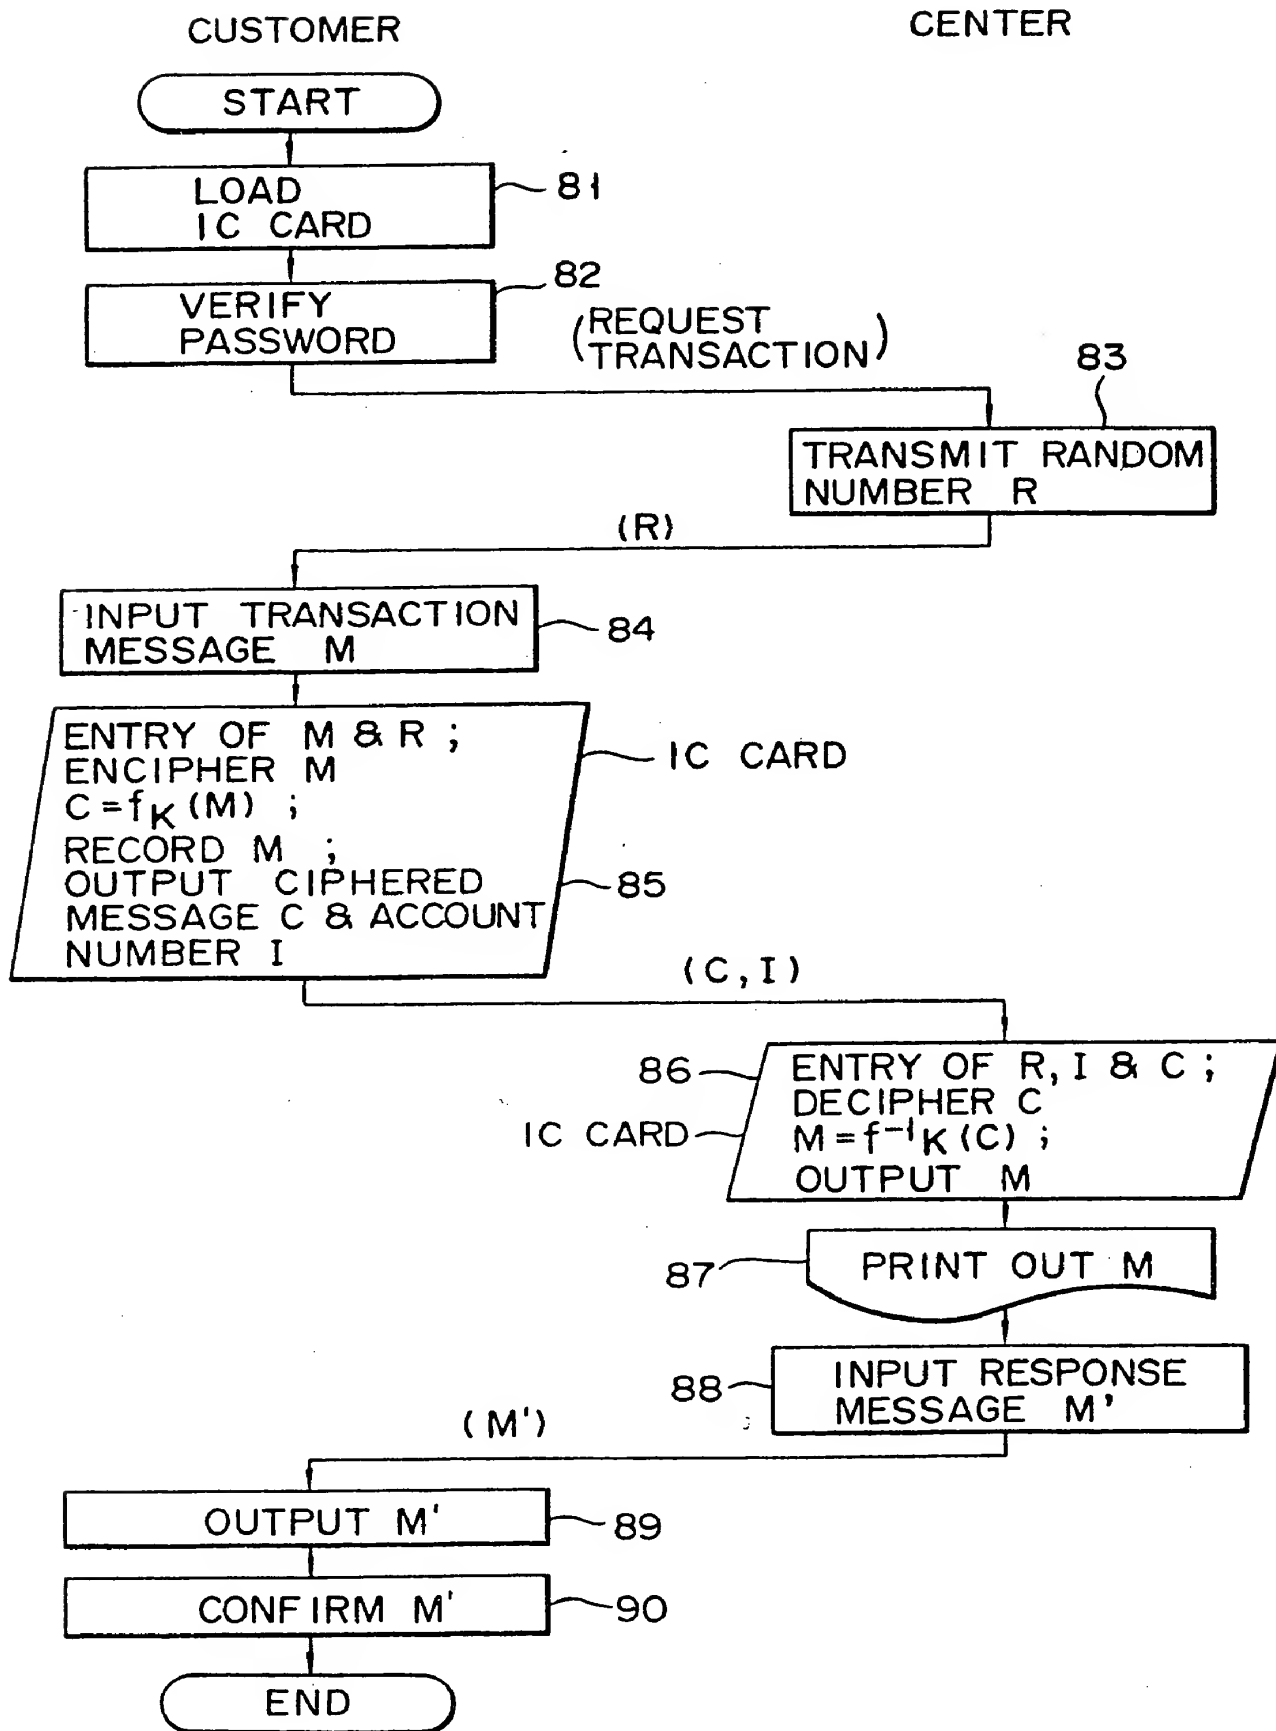 CUSTOMER
CENTER
START
LOAD
IC CARD
81
VERIFY
PASSWORD
82
(REQUEST
TRANSACTION)
83
TRANSMIT RANDOM
NUMBER R
(R)
INPUT TRANSACTION
MESSAGE M
84
ENTRY OF M & R ;
ENCIPHER M
C=fK(M) ;
RECORD M ;
OUTPUT CIPHERED
MESSAGE C & ACCOUNT
NUMBER I
IC CARD
85
(C,I)
86
IC CARD
ENTRY OF R, I & C ;
DECIPHER C
M=f⁻¹K(C) ;
OUTPUT M
87
PRINT OUT M
88
INPUT RESPONSE
MESSAGE M'
(M')
OUTPUT M'
89
CONFIRM M'
90
END